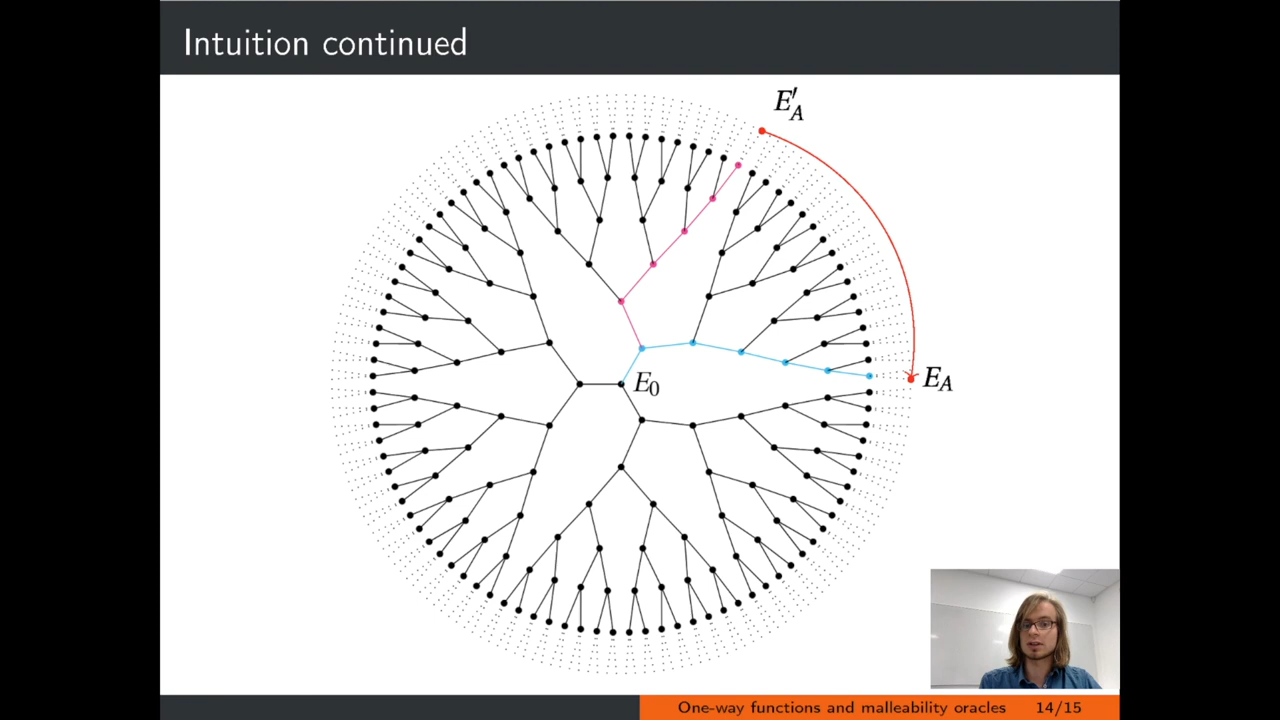 Intuition continued
E′_A
E_0
E_A
One-way functions and malleability oracles 14/15